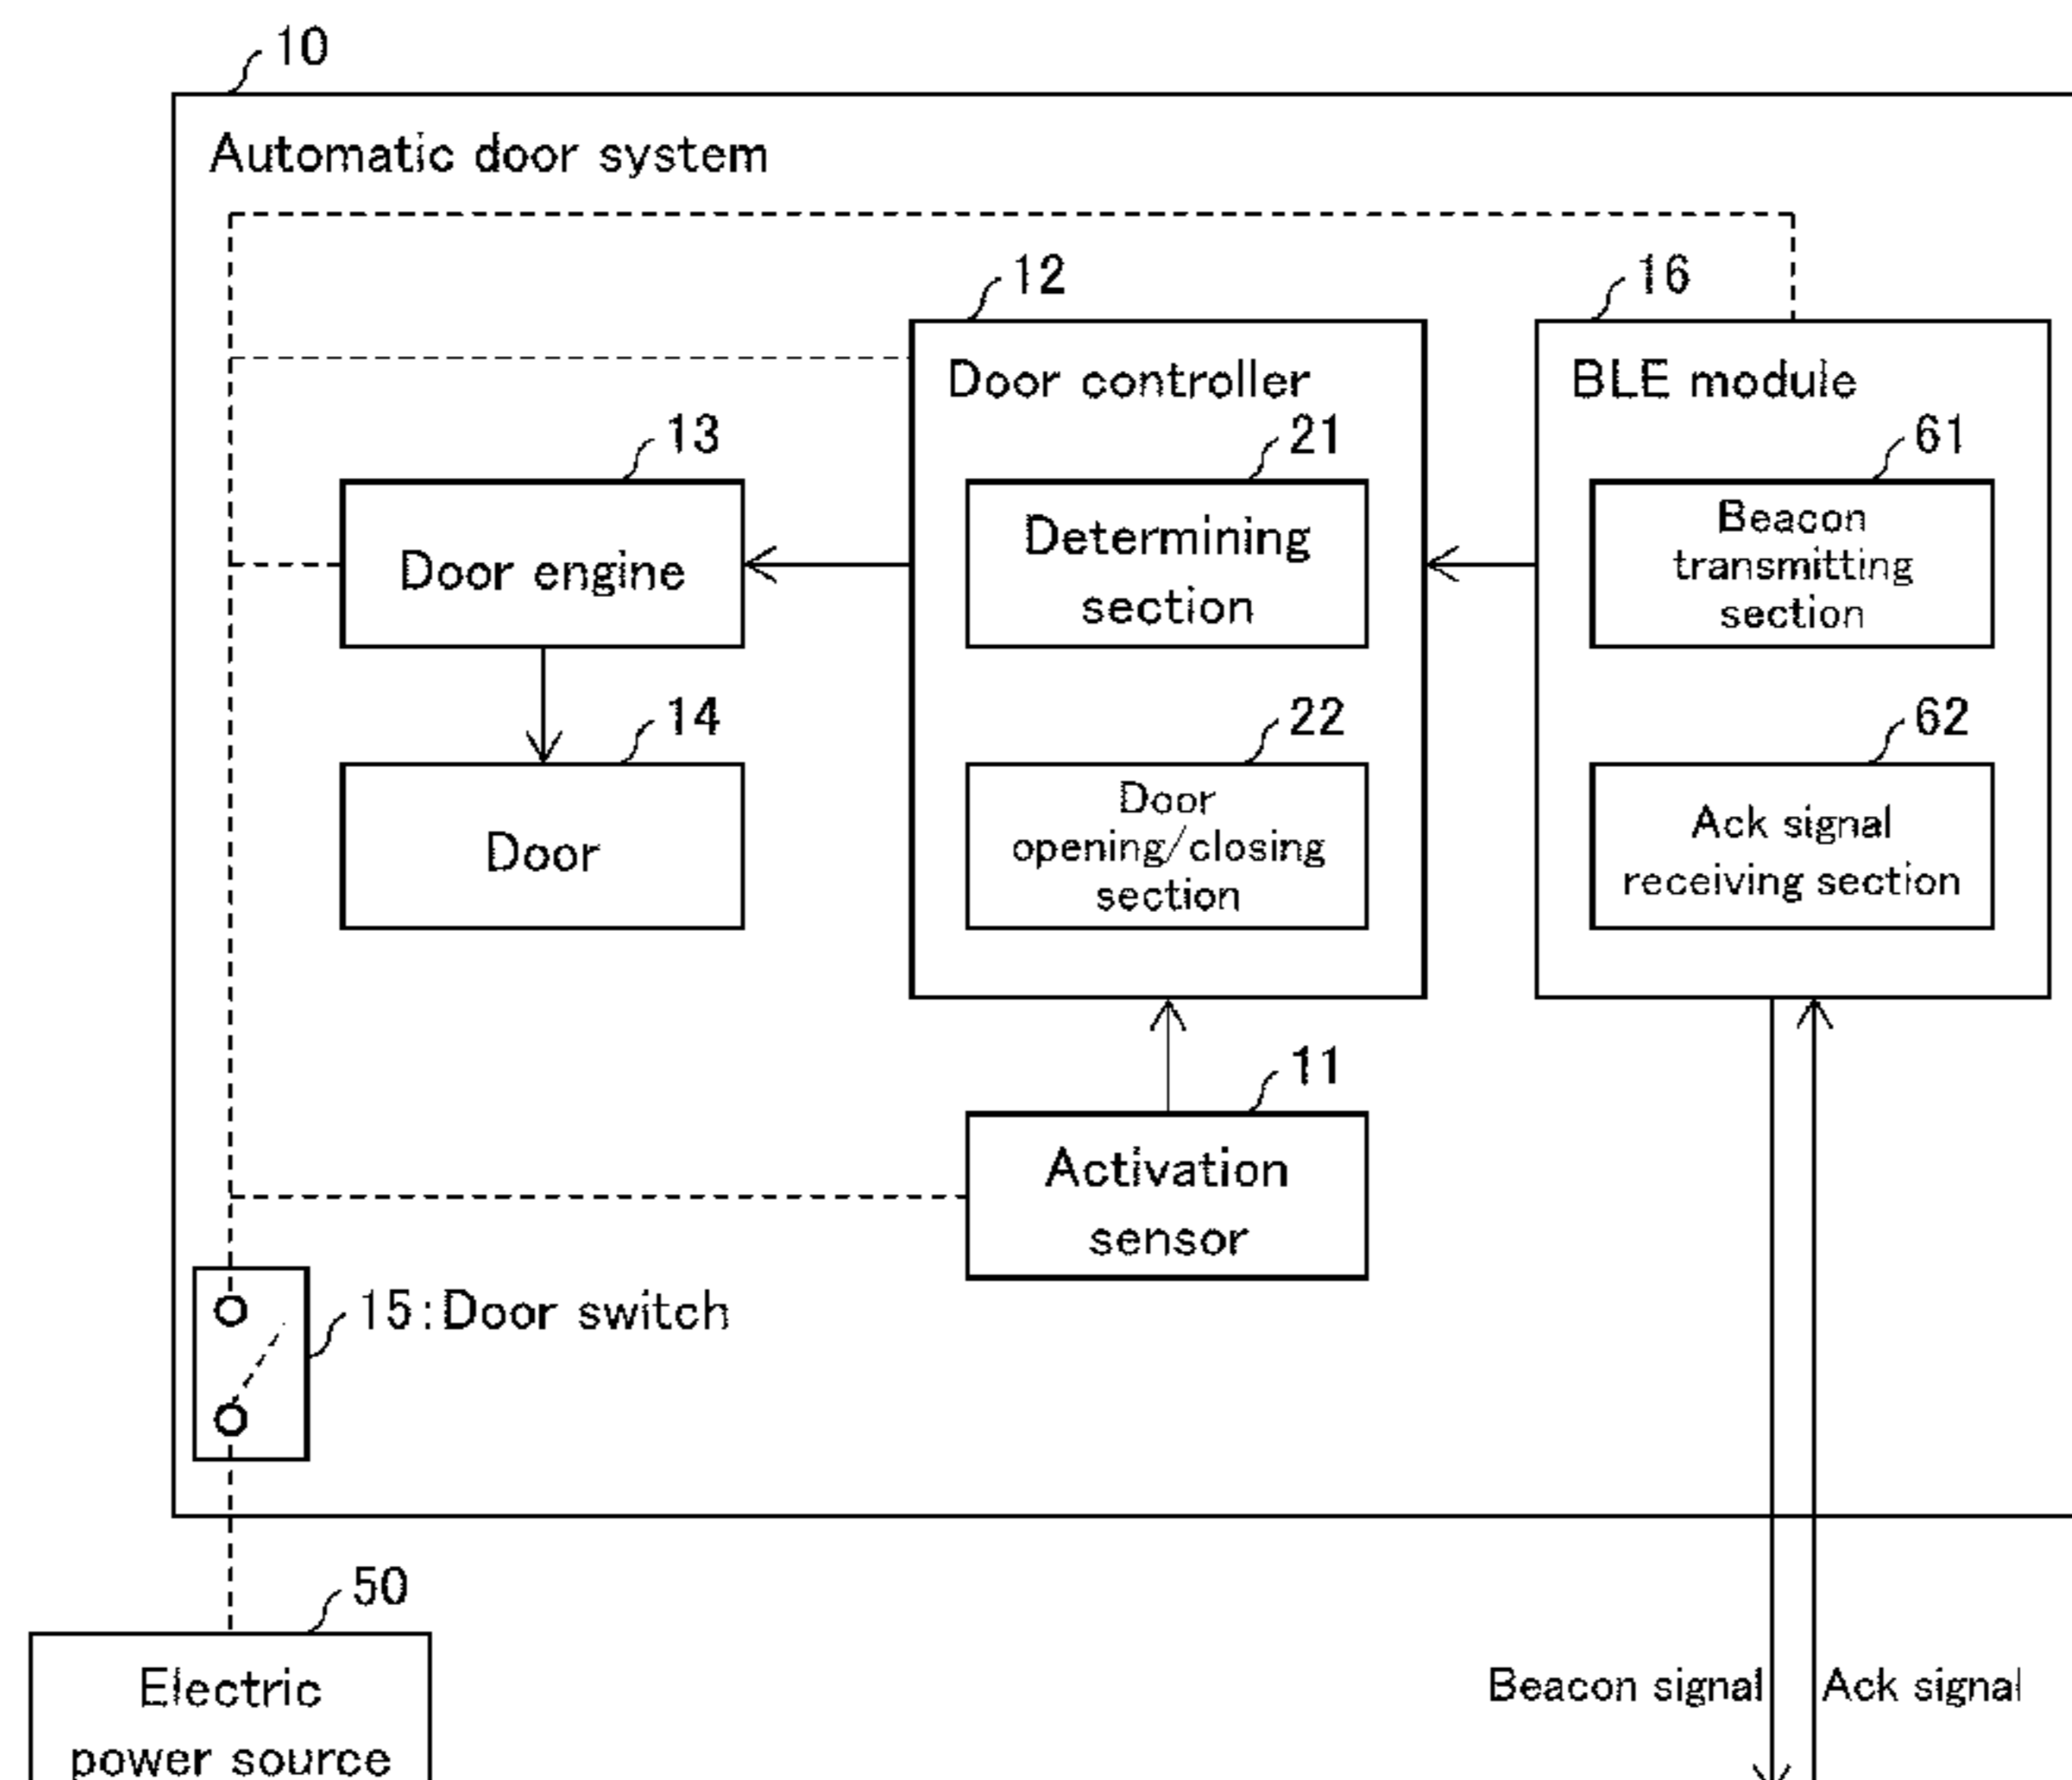 10
Automatic door system
12
16
Door controller
BLE module
13
21
61
Door engine
Determining
section
Beacon
transmitting
section
14
22
62
Door
Door
opening/closing
section
Ack signal
receiving section
11
Activation
sensor
15:Door switch
50
Electric
power source
Beacon signal
Ack signal